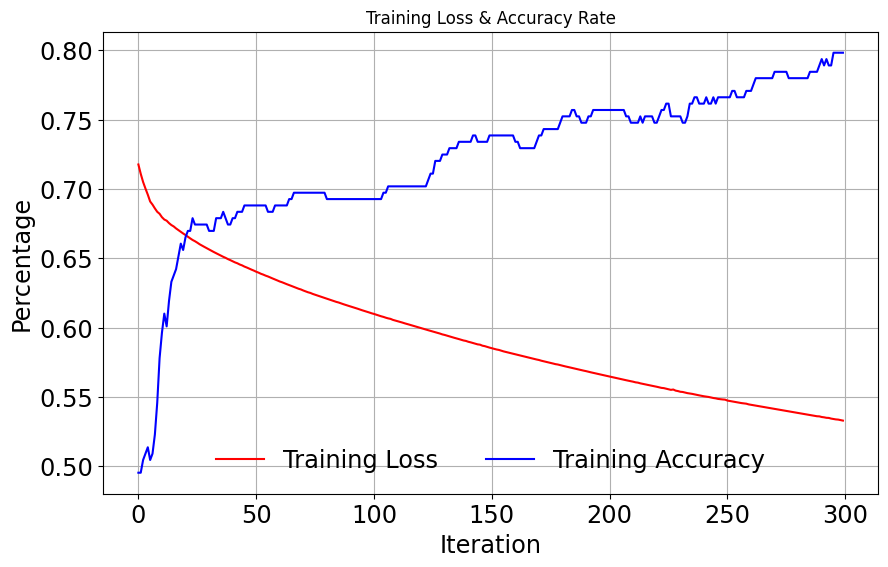 Training Loss & Accuracy Rate
0.80
0.75
0.70
0.65
0.60
0.55
0.50
Percentage
Training Loss
Training Accuracy
0 50 100 150 200 250 300
Iteration